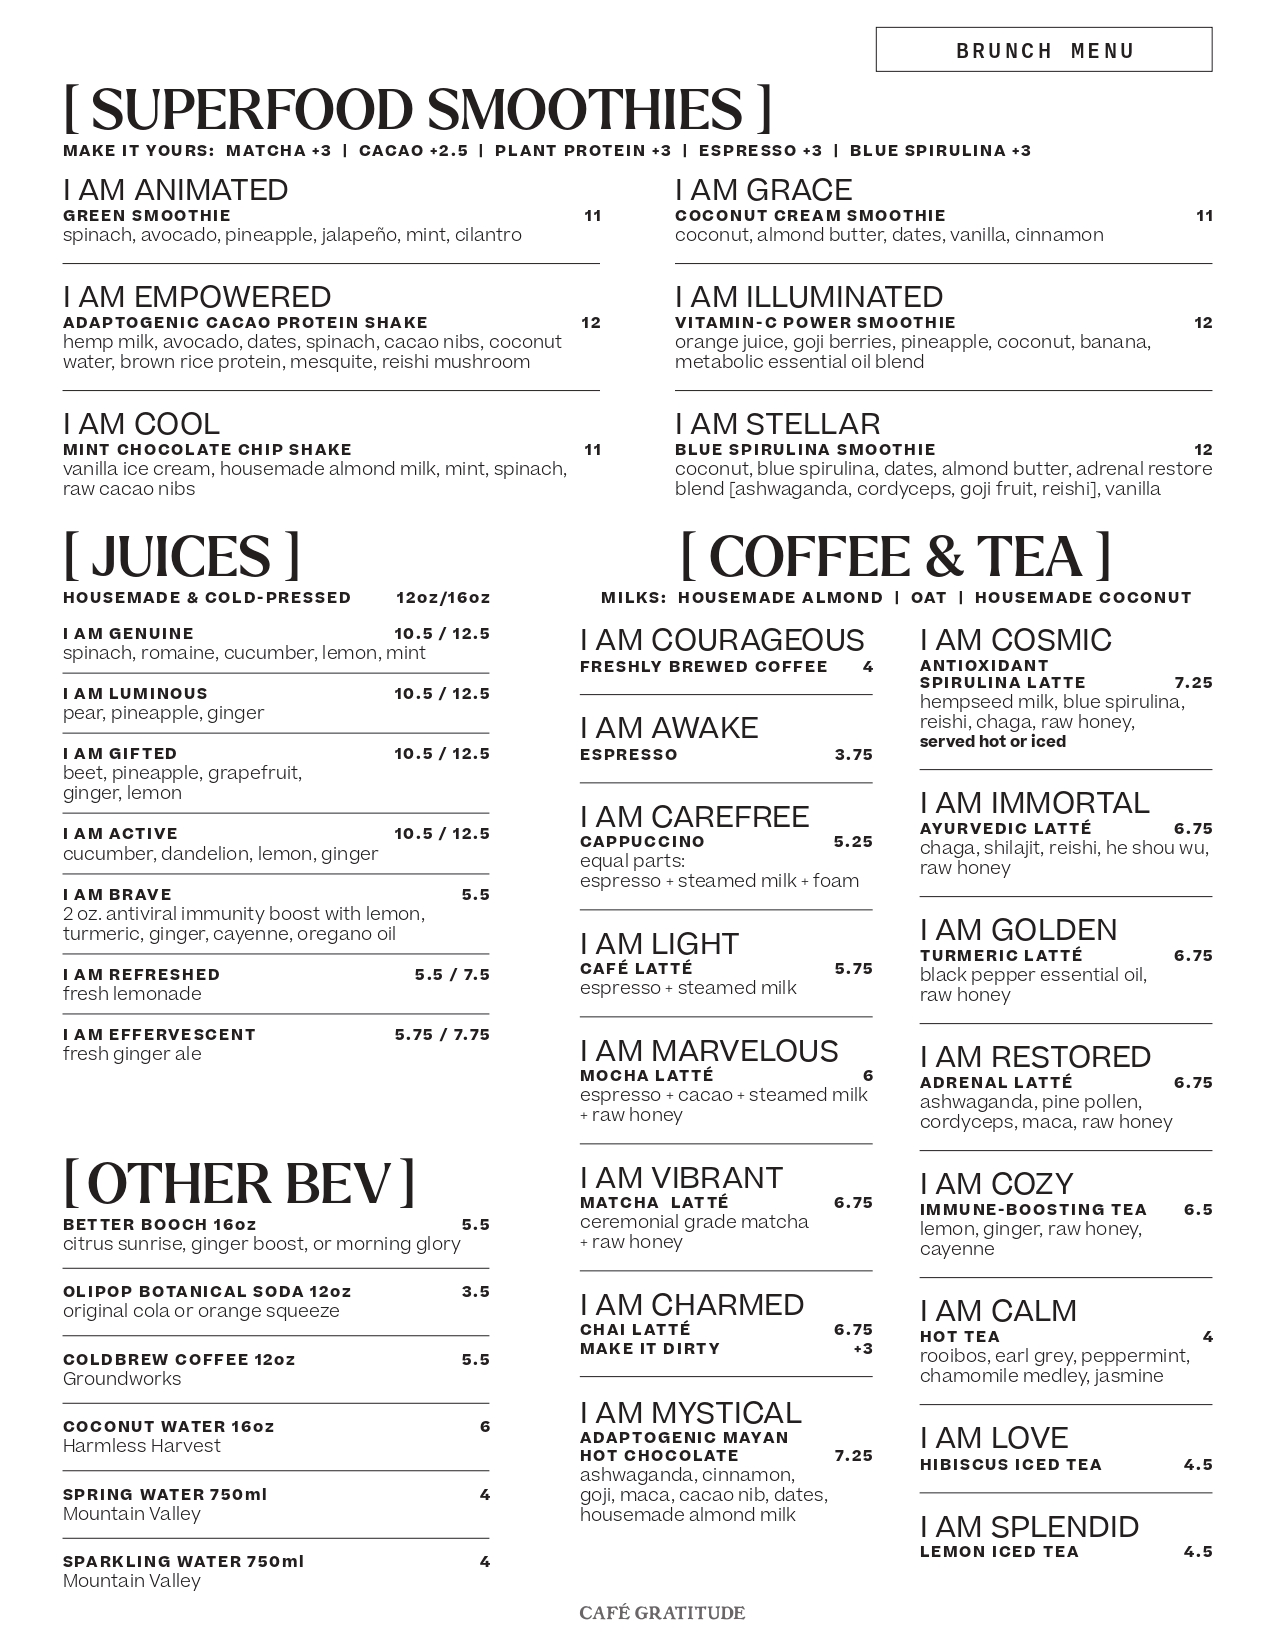 BRUNCH MENU
[ SUPERFOOD SMOOTHIES ]
MAKE IT YOURS: MATCHA +3 | CACAO +2.5 | PLANT PROTEIN +3 | ESPRESSO +3 | BLUE SPIRULINA +3
I AM ANIMATED
GREEN SMOOTHIE 11
spinach, avocado, pineapple, jalapeño, mint, cilantro
I AM EMPOWERED
ADAPTOGENIC CACAO PROTEIN SHAKE 12
hemp milk, avocado, dates, spinach, cacao nibs, coconut
water, brown rice protein, mesquite, reishi mushroom
I AM COOL
MINT CHOCOLATE CHIP SHAKE 11
vanilla ice cream, housemade almond milk, mint, spinach,
raw cacao nibs
I AM GRACE
COCONUT CREAM SMOOTHIE 11
coconut, almond butter, dates, vanilla, cinnamon
I AM ILLUMINATED
VITAMIN-C POWER SMOOTHIE 12
orange juice, goji berries, pineapple, coconut, banana,
metabolic essential oil blend
I AM STELLAR
BLUE SPIRULINA SMOOTHIE 12
coconut, blue spirulina, dates, almond butter, adrenal restore
blend [ashwaganda, cordyceps, goji fruit, reishi], vanilla
[ JUICES ]
HOUSEMADE & COLD-PRESSED 12oz/16oz
I AM GENUINE 10.5 / 12.5
spinach, romaine, cucumber, lemon, mint
I AM LUMINOUS 10.5 / 12.5
pear, pineapple, ginger
I AM GIFTED 10.5 / 12.5
beet, pineapple, grapefruit,
ginger, lemon
I AM ACTIVE 10.5 / 12.5
cucumber, dandelion, lemon, ginger
I AM BRAVE 5.5
2 oz. antiviral immunity boost with lemon,
turmeric, ginger, cayenne, oregano oil
I AM REFRESHED 5.5 / 7.5
fresh lemonade
I AM EFFERVESCENT 5.75 / 7.75
fresh ginger ale
[ OTHER BEV ]
BETTER BOOCH 16oz 5.5
citrus sunrise, ginger boost, or morning glory
OLIPOP BOTANICAL SODA 12oz 3.5
original cola or orange squeeze
COLDBREW COFFEE 12oz 5.5
Groundworks
COCONUT WATER 16oz 6
Harmless Harvest
SPRING WATER 750ml 4
Mountain Valley
SPARKLING WATER 750ml 4
Mountain Valley
[ COFFEE & TEA ]
MILKS: HOUSEMADE ALMOND | OAT | HOUSEMADE COCONUT
I AM COURAGEOUS
FRESHLY BREWED COFFEE 4
I AM AWAKE
ESPRESSO 3.75
I AM CAREFREE
CAPPUCCINO 5.25
equal parts:
espresso + steamed milk + foam
I AM LIGHT
CAFÉ LATTÉ 5.75
espresso + steamed milk
I AM MARVELOUS
MOCHA LATTÉ 6
espresso + cacao + steamed milk
+ raw honey
I AM VIBRANT
MATCHA LATTÉ 6.75
ceremonial grade matcha
+ raw honey
I AM CHARMED
CHAI LATTÉ 6.75
MAKE IT DIRTY +3
I AM MYSTICAL
ADAPTOGENIC MAYAN
HOT CHOCOLATE 7.25
ashwaganda, cinnamon,
goji, maca, cacao nib, dates,
housemade almond milk
I AM COSMIC
ANTIOXIDANT
SPIRULINA LATTE 7.25
hempseed milk, blue spirulina,
reishi, chaga, raw honey,
served hot or iced
I AM IMMORTAL
AYURVEDIC LATTÉ 6.75
chaga, shilajit, reishi, he shou wu,
raw honey
I AM GOLDEN
TURMERIC LATTÉ 6.75
black pepper essential oil,
raw honey
I AM RESTORED
ADRENAL LATTÉ 6.75
ashwaganda, pine pollen,
cordyceps, maca, raw honey
I AM COZY
IMMUNE-BOOSTING TEA 6.5
lemon, ginger, raw honey,
cayenne
I AM CALM
HOT TEA 4
rooibos, earl grey, peppermint,
chamomile medley, jasmine
I AM LOVE
HIBISCUS ICED TEA 4.5
I AM SPLENDID
LEMON ICED TEA 4.5
CAFÉ GRATITUDE